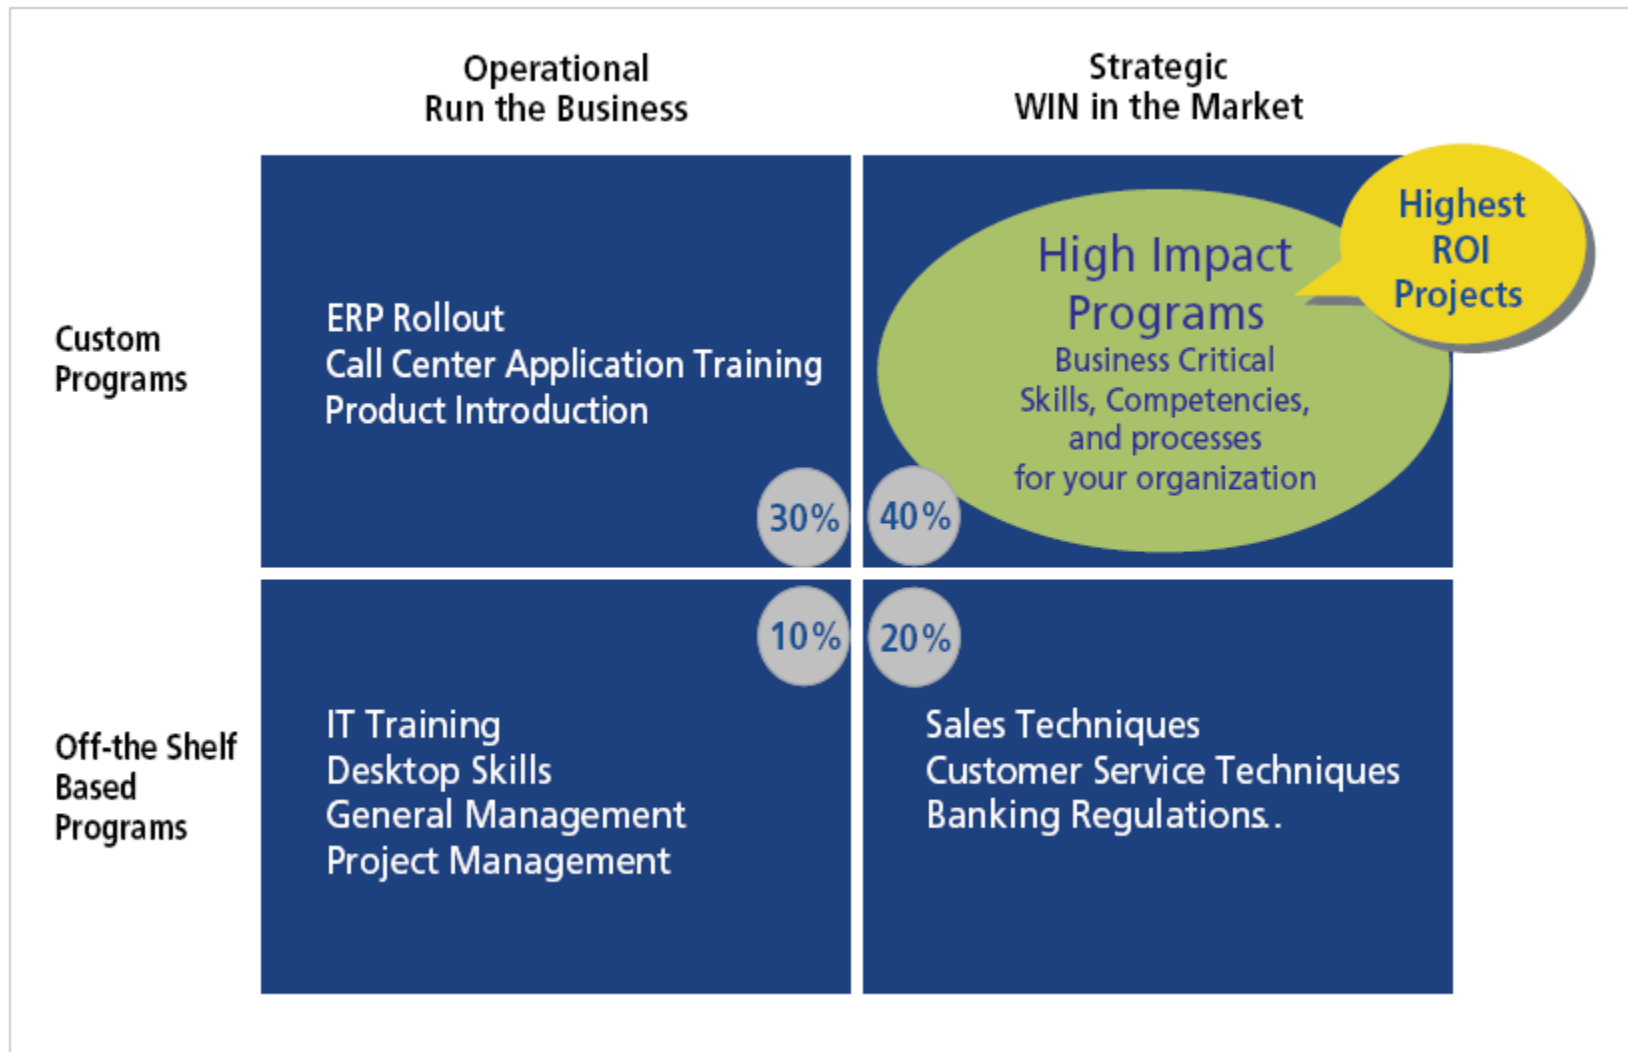 Operational
Run the Business
Strategic
WIN in the Market
Highest
ROI
Projects
Custom
Programs
ERP Rollout
Call Center Application Training
Product Introduction
High Impact
Programs
Business Critical
Skills, Competencies,
and processes
for your organization
30%
40%
10%
20%
Off-the Shelf
Based
Programs
IT Training
Desktop Skills
General Management
Project Management
Sales Techniques
Customer Service Techniques
Banking Regulations..